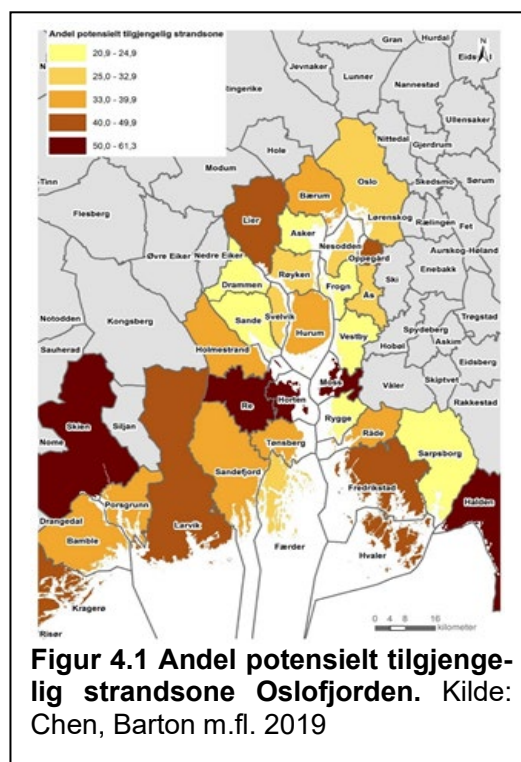 Andel potensielt tilgjengelig strandsone
20,9 - 24,9
25,0 - 32,9
33,0 - 39,9
40,0 - 49,9
50,0 - 61,3
N
Gran
Hurdal
Jevnaker
Lunner
Nannestad
Ullensaker
Hole
Nittedal
Gjerdrum
Modum
Oslo
Skedsmo
Sørum
Bærum
Flesberg
Lier
Lørenskog
Rælingen
Fet
Asker
Nesodden
Øvre Eiker
Nedre Eiker
Oppegård
Aurskog-Høland
Røyken
Ski
Enebakk
Drammen
Frogn
Ås
Notodden
Kongsberg
Sande
Svelvik
Hurum
Trøgstad
Sauherad
Vestby
Hobøl
Spydeberg
Askim
Holmestrand
Eidsberg
Moss
Våler
Skiptvet
Re
Horten
Rakkestad
Skien
Siljan
Rygge
Nome
Tønsberg
Råde
Sarpsborg
Sandefjord
Fredrikstad
Porsgrunn
Halden
Drangedal
Larvik
Bamble
Færder
Hvaler
Kragerø
Risør
0 4 8 16
kilometer
Figur 4.1 Andel potensielt tilgjenge-
lig strandsone Oslofjorden. Kilde:
Chen, Barton m.fl. 2019